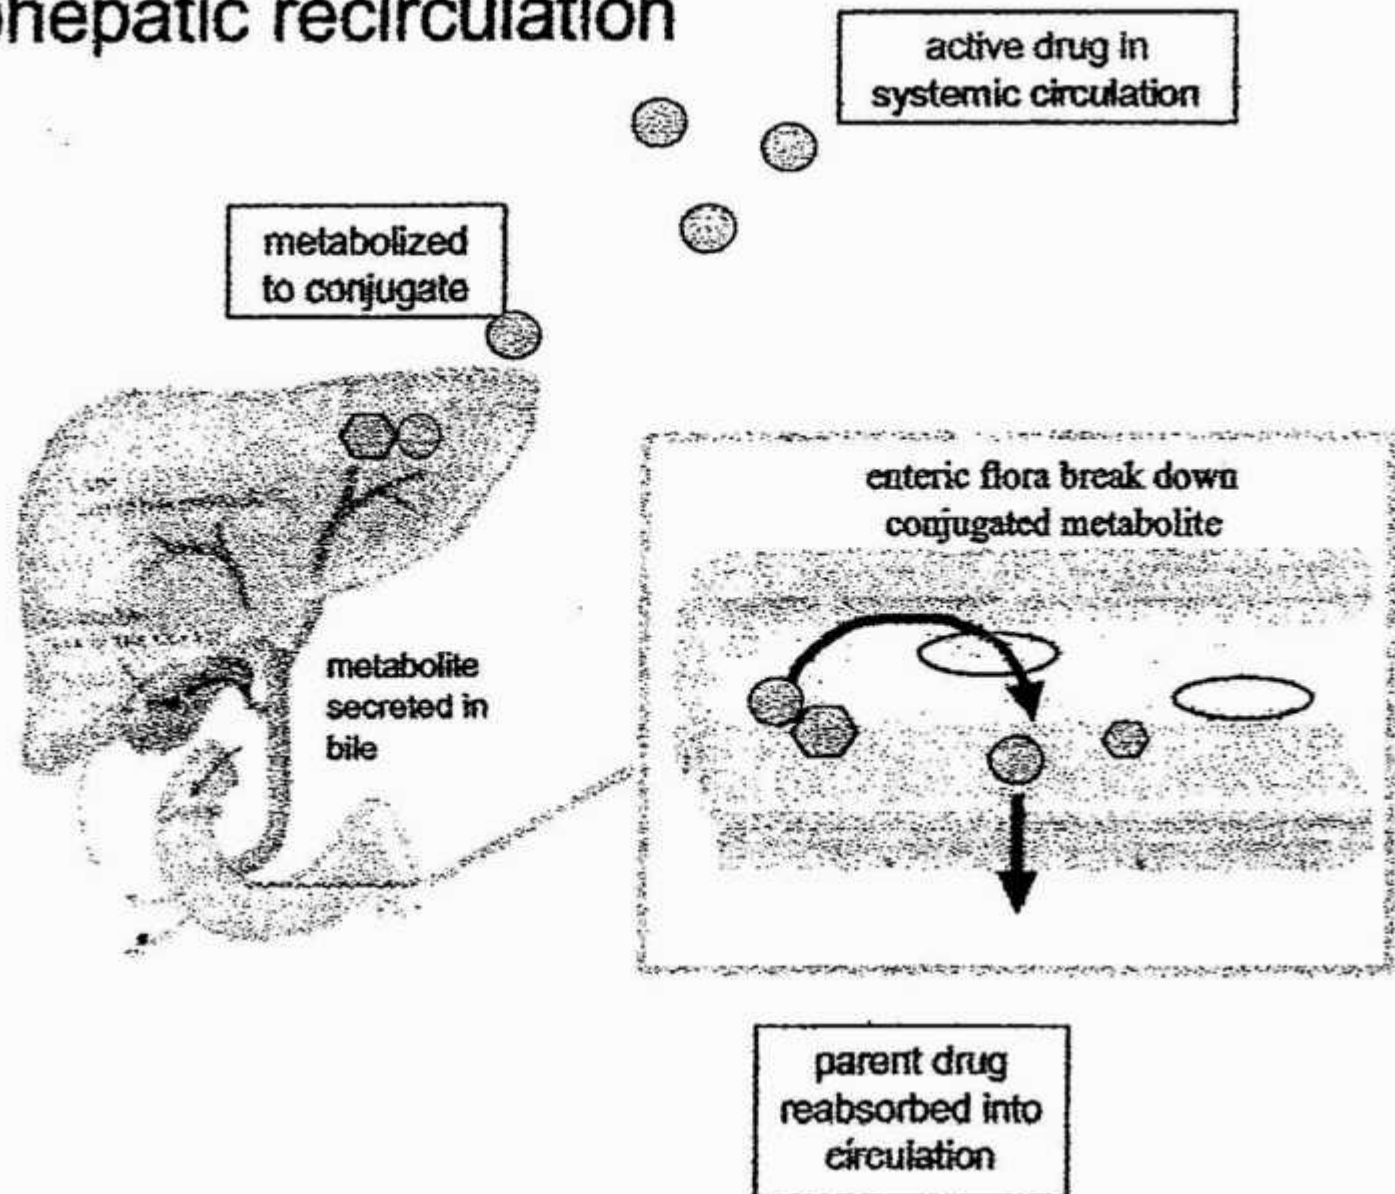 ohepatic recirculation
active drug in
systemic circulation
metabolized
to conjugate
enteric flora break down
conjugated metabolite
metabolite
secreted in
bile
parent drug
reabsorbed into
circulation